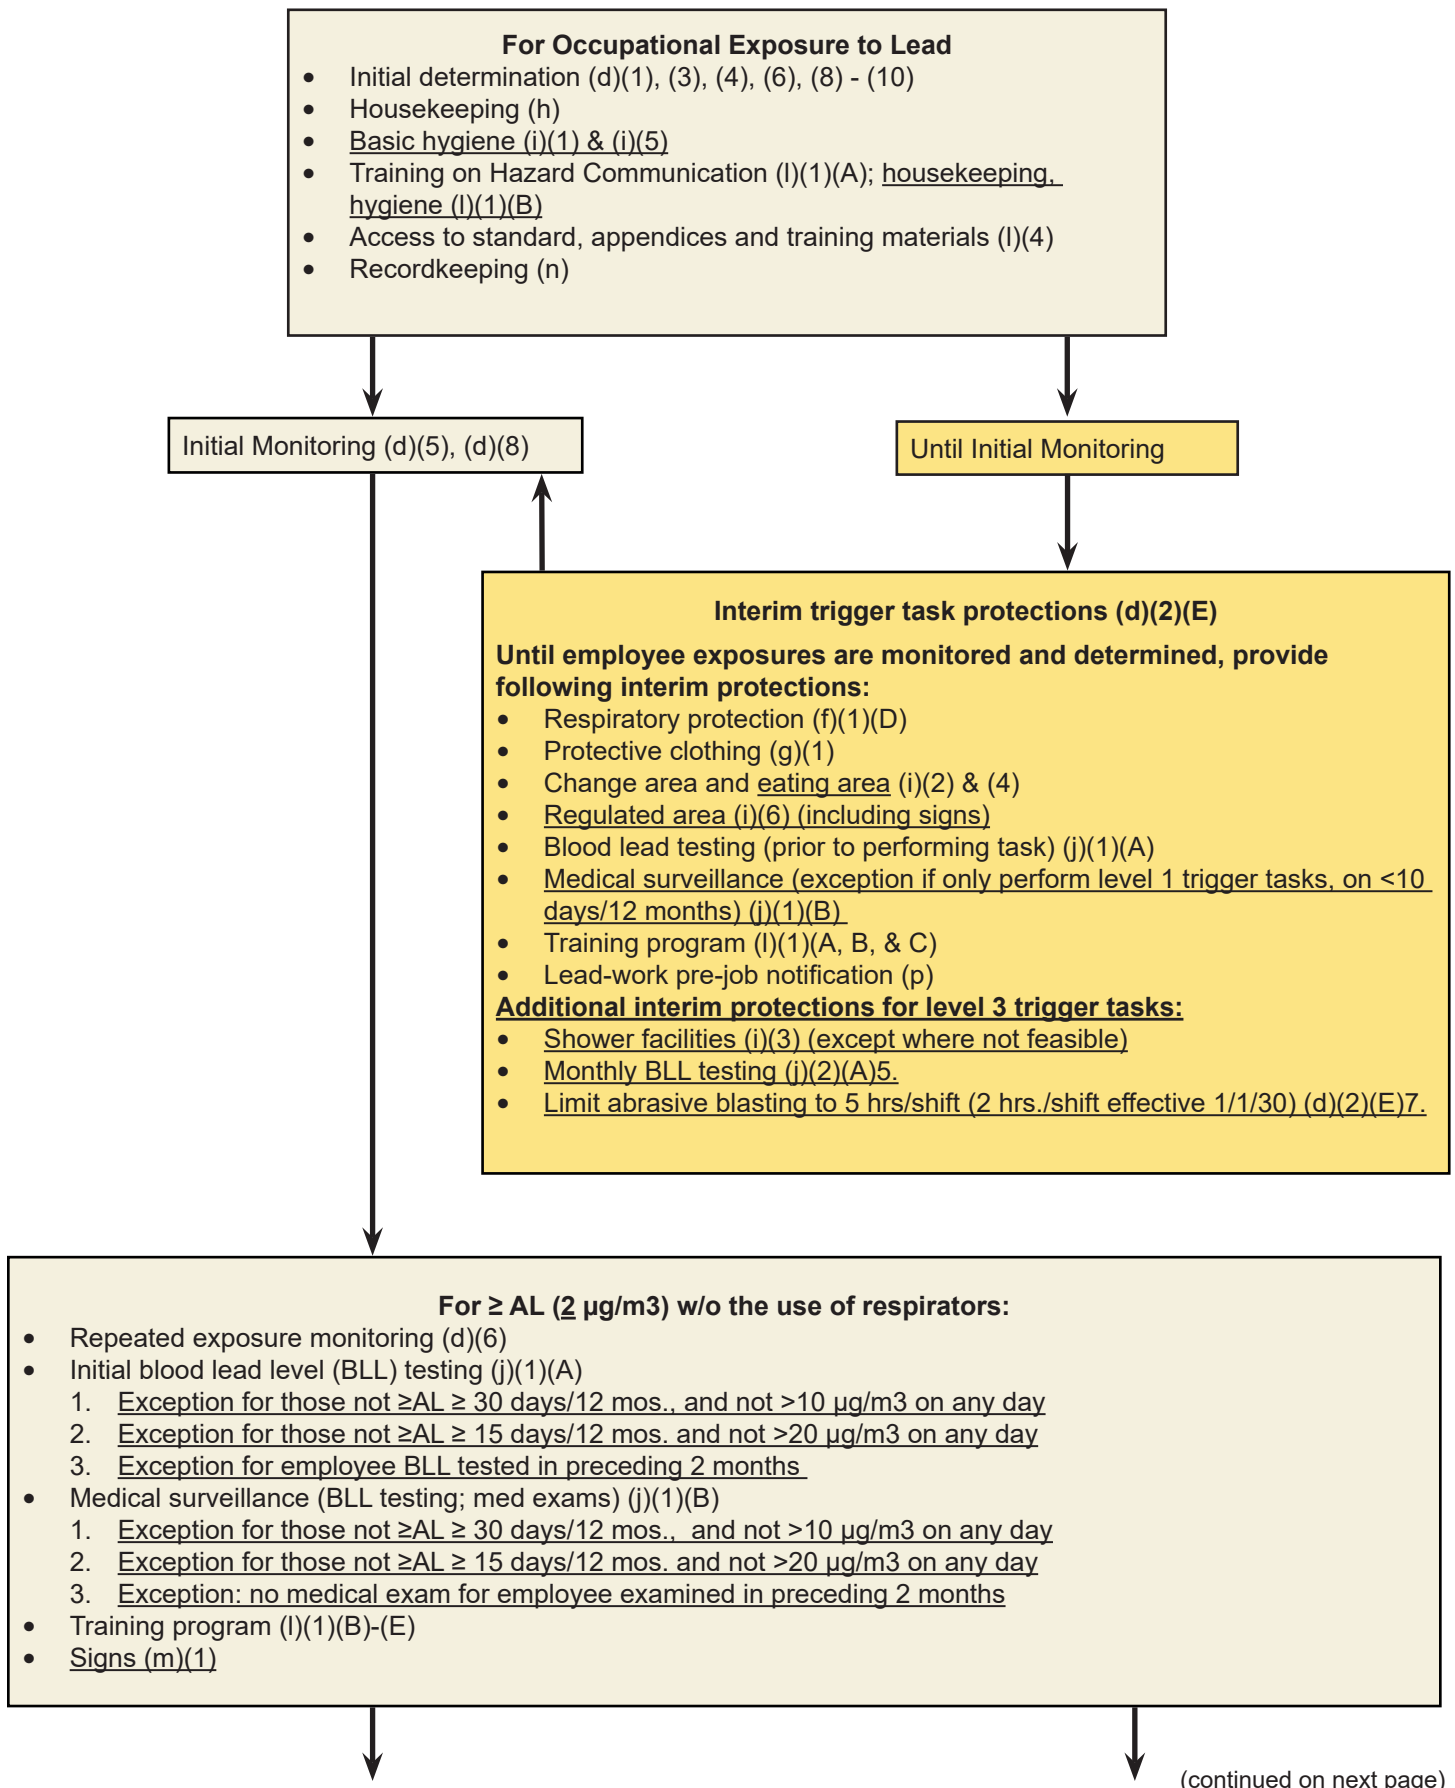 For Occupational Exposure to Lead
• Initial determination (d)(1), (3), (4), (6), (8) - (10)
• Housekeeping (h)
• Basic hygiene (i)(1) & (i)(5)
• Training on Hazard Communication (l)(1)(A); housekeeping,
hygiene (l)(1)(B)
• Access to standard, appendices and training materials (l)(4)
• Recordkeeping (n)
Initial Monitoring (d)(5), (d)(8)
Until Initial Monitoring
Interim trigger task protections (d)(2)(E)
Until employee exposures are monitored and determined, provide
following interim protections:
• Respiratory protection (f)(1)(D)
• Protective clothing (g)(1)
• Change area and eating area (i)(2) & (4)
• Regulated area (i)(6) (including signs)
• Blood lead testing (prior to performing task) (j)(1)(A)
• Medical surveillance (exception if only perform level 1 trigger tasks, on <10
days/12 months) (j)(1)(B)
• Training program (l)(1)(A, B, & C)
• Lead-work pre-job notification (p)
Additional interim protections for level 3 trigger tasks:
• Shower facilities (i)(3) (except where not feasible)
• Monthly BLL testing (j)(2)(A)5.
• Limit abrasive blasting to 5 hrs/shift (2 hrs./shift effective 1/1/30) (d)(2)(E)7.
For ≥ AL (2 µg/m3) w/o the use of respirators:
• Repeated exposure monitoring (d)(6)
• Initial blood lead level (BLL) testing (j)(1)(A)
1. Exception for those not ≥AL ≥ 30 days/12 mos., and not >10 µg/m3 on any day
2. Exception for those not ≥AL ≥ 15 days/12 mos. and not >20 µg/m3 on any day
3. Exception for employee BLL tested in preceding 2 months
• Medical surveillance (BLL testing; med exams) (j)(1)(B)
1. Exception for those not ≥AL ≥ 30 days/12 mos.,  and not >10 µg/m3 on any day
2. Exception for those not ≥AL ≥ 15 days/12 mos. and not >20 µg/m3 on any day
3. Exception: no medical exam for employee examined in preceding 2 months
• Training program (l)(1)(B)-(E)
• Signs (m)(1)
(continued on next page)